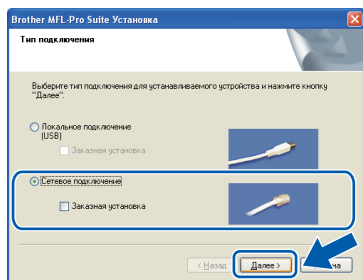 Brother MFL-Pro Suite Установка
Тип подключения
Выберите тип подключения для устанавливаемого устройства и нажмите кнопку
"Далее".
Локальное подключение
(USB)
Заказная установка
Сетевое подключение
Заказная установка
< Назад Далее >